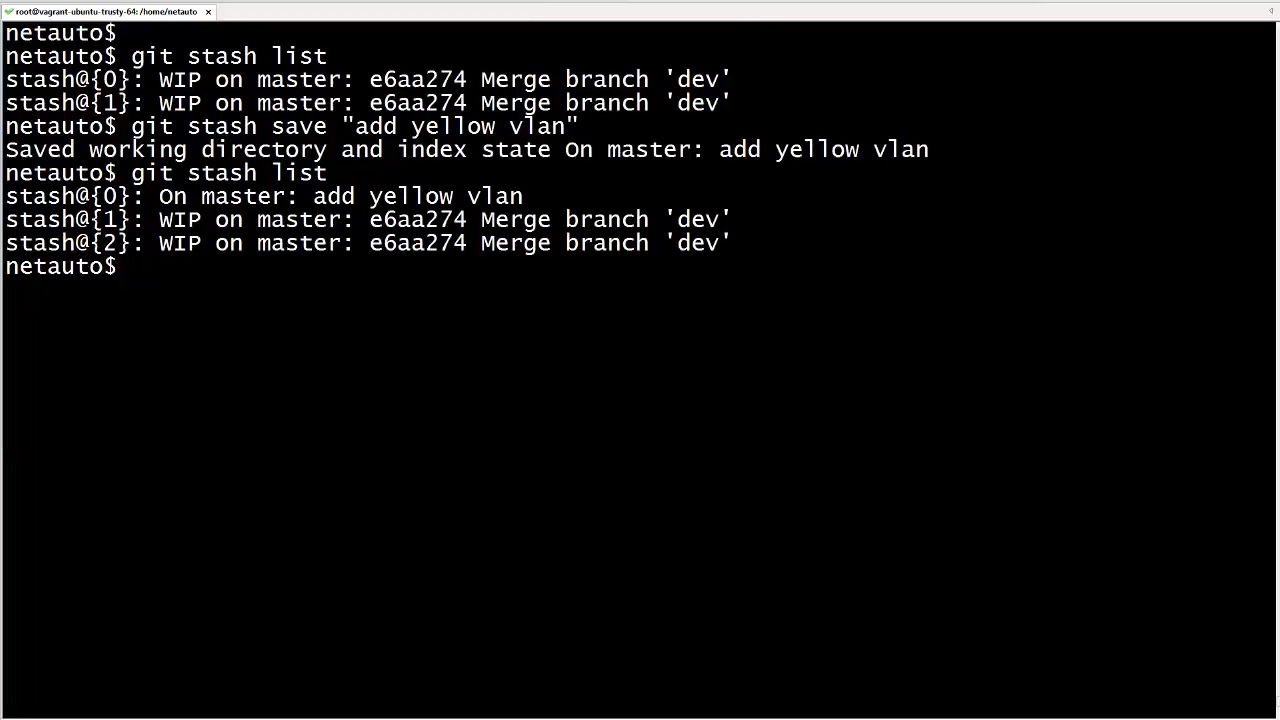 root@vagrant-ubuntu-trusty-64: /home/netauto
netauto$
netauto$ git stash list
stash@{0}: WIP on master: e6aa274 Merge branch 'dev'
stash@{1}: WIP on master: e6aa274 Merge branch 'dev'
netauto$ git stash save "add yellow vlan"
Saved working directory and index state On master: add yellow vlan
netauto$ git stash list
stash@{0}: On master: add yellow vlan
stash@{1}: WIP on master: e6aa274 Merge branch 'dev'
stash@{2}: WIP on master: e6aa274 Merge branch 'dev'
netauto$